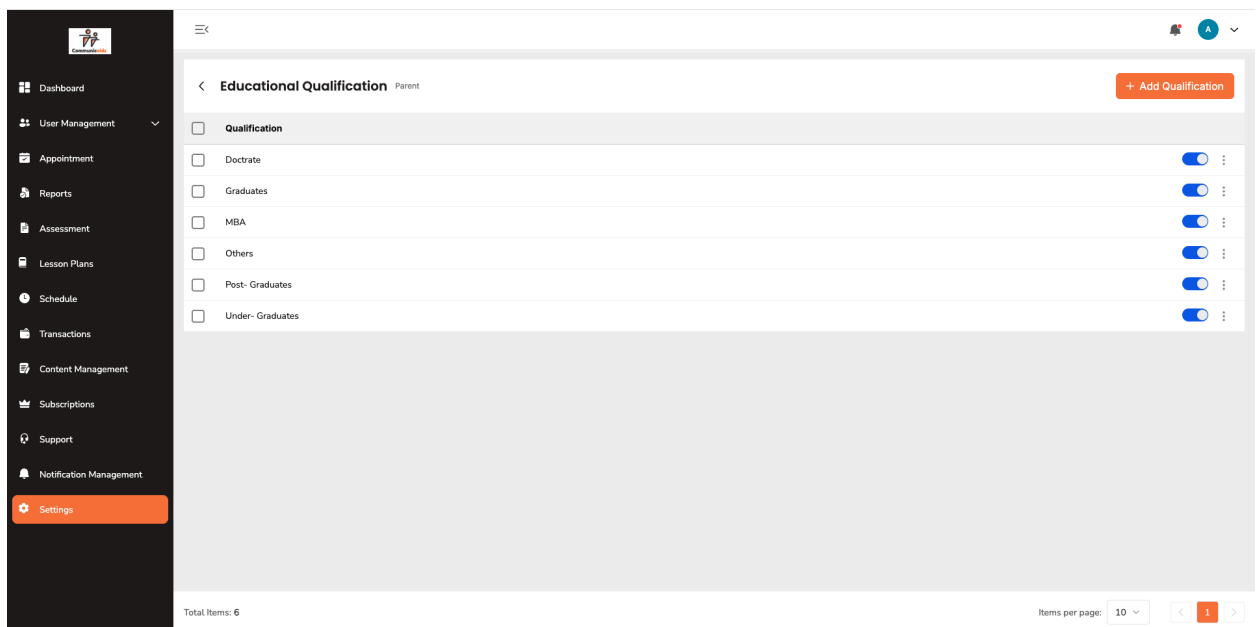 Communicaids
A
Dashboard
User Management
Appointment
Reports
Assessment
Lesson Plans
Schedule
Transactions
Content Management
Subscriptions
Support
Notification Management
Settings
Educational Qualification Parent
+ Add Qualification
Qualification
Doctrate
Graduates
MBA
Others
Post- Graduates
Under- Graduates
Total Items: 6
Items per page: 10
1